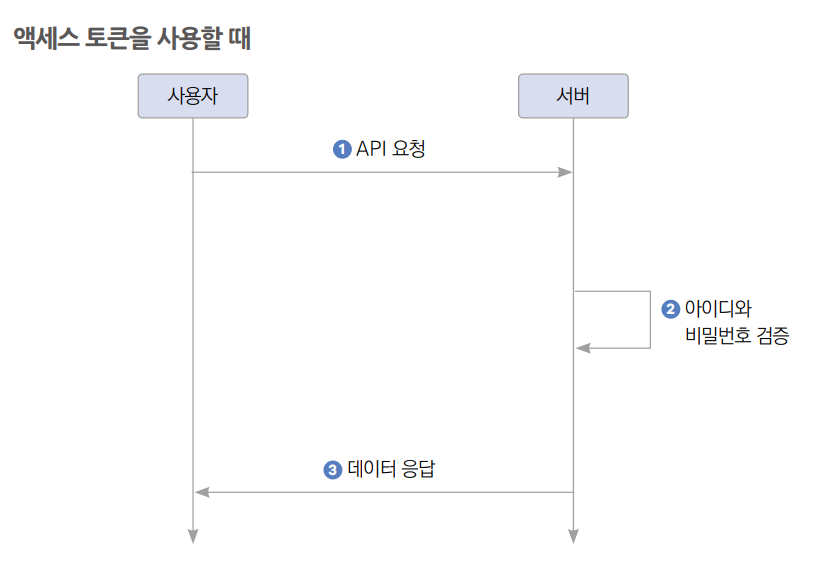 액세스 토큰을 사용할 때
사용자
서버
1 API 요청
2 아이디와
비밀번호 검증
3 데이터 응답